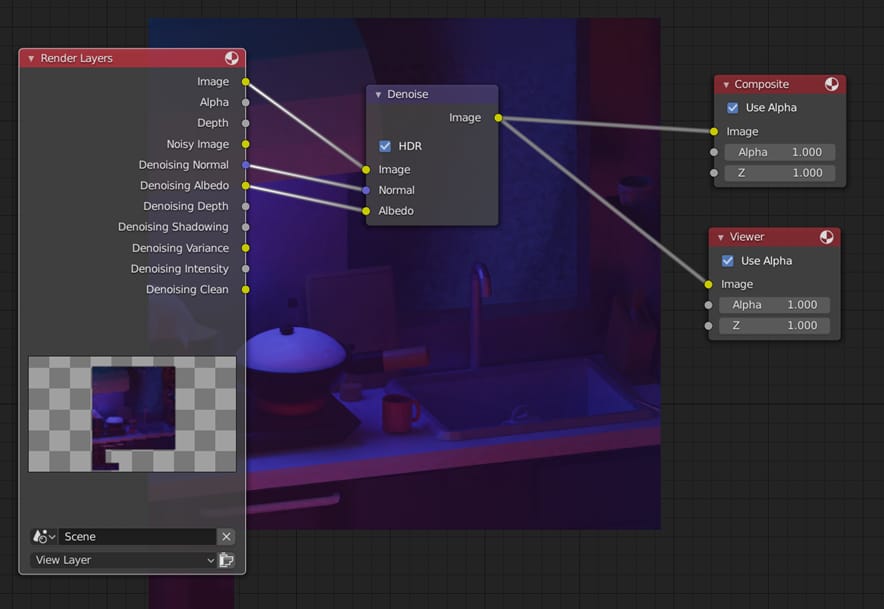 Render Layers
Image
Alpha
Depth
Noisy Image
Denoising Normal
Denoising Albedo
Denoising Depth
Denoising Shadowing
Denoising Variance
Denoising Intensity
Denoising Clean
Scene
View Layer
Denoise
Image
HDR
Image
Normal
Albedo
Composite
Use Alpha
Image
Alpha 1.000
Z 1.000
Viewer
Use Alpha
Image
Alpha 1.000
Z 1.000